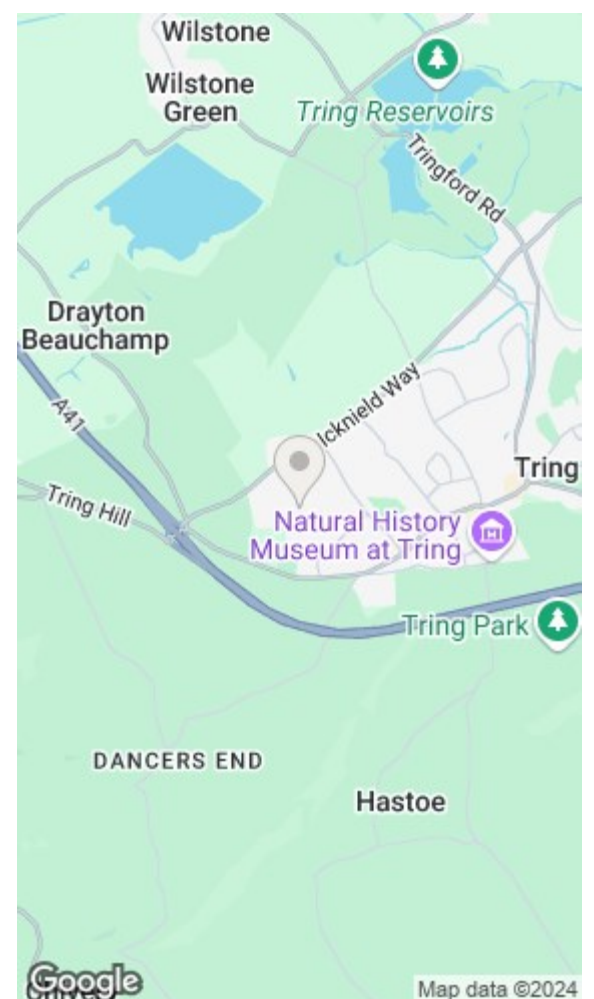 Wilstone
Wilstone
Green
Tring Reservoirs
Tringford Rd
Drayton
Beauchamp
A41
Icknield Way
Tring Hill
Tring
Natural History
Museum at Tring
Tring Park
DANCERS END
Hastoe
Google
Map data ©2024